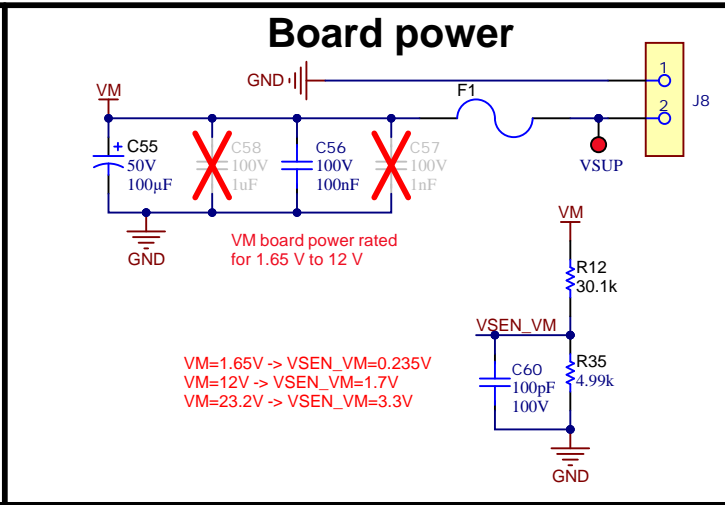 Board power
GND
VM
F1
1
2
J8
VSUP
C55
50V
100µF
C58
100V
1uF
C56
100V
100nF
C57
100V
1nF
GND
VM board power rated
for 1.65 V to 12 V
VM
R12
30.1k
VSEN_VM
VM=1.65V -> VSEN_VM=0.235V
VM=12V -> VSEN_VM=1.7V
VM=23.2V -> VSEN_VM=3.3V
C60
100pF
100V
R35
4.99k
GND